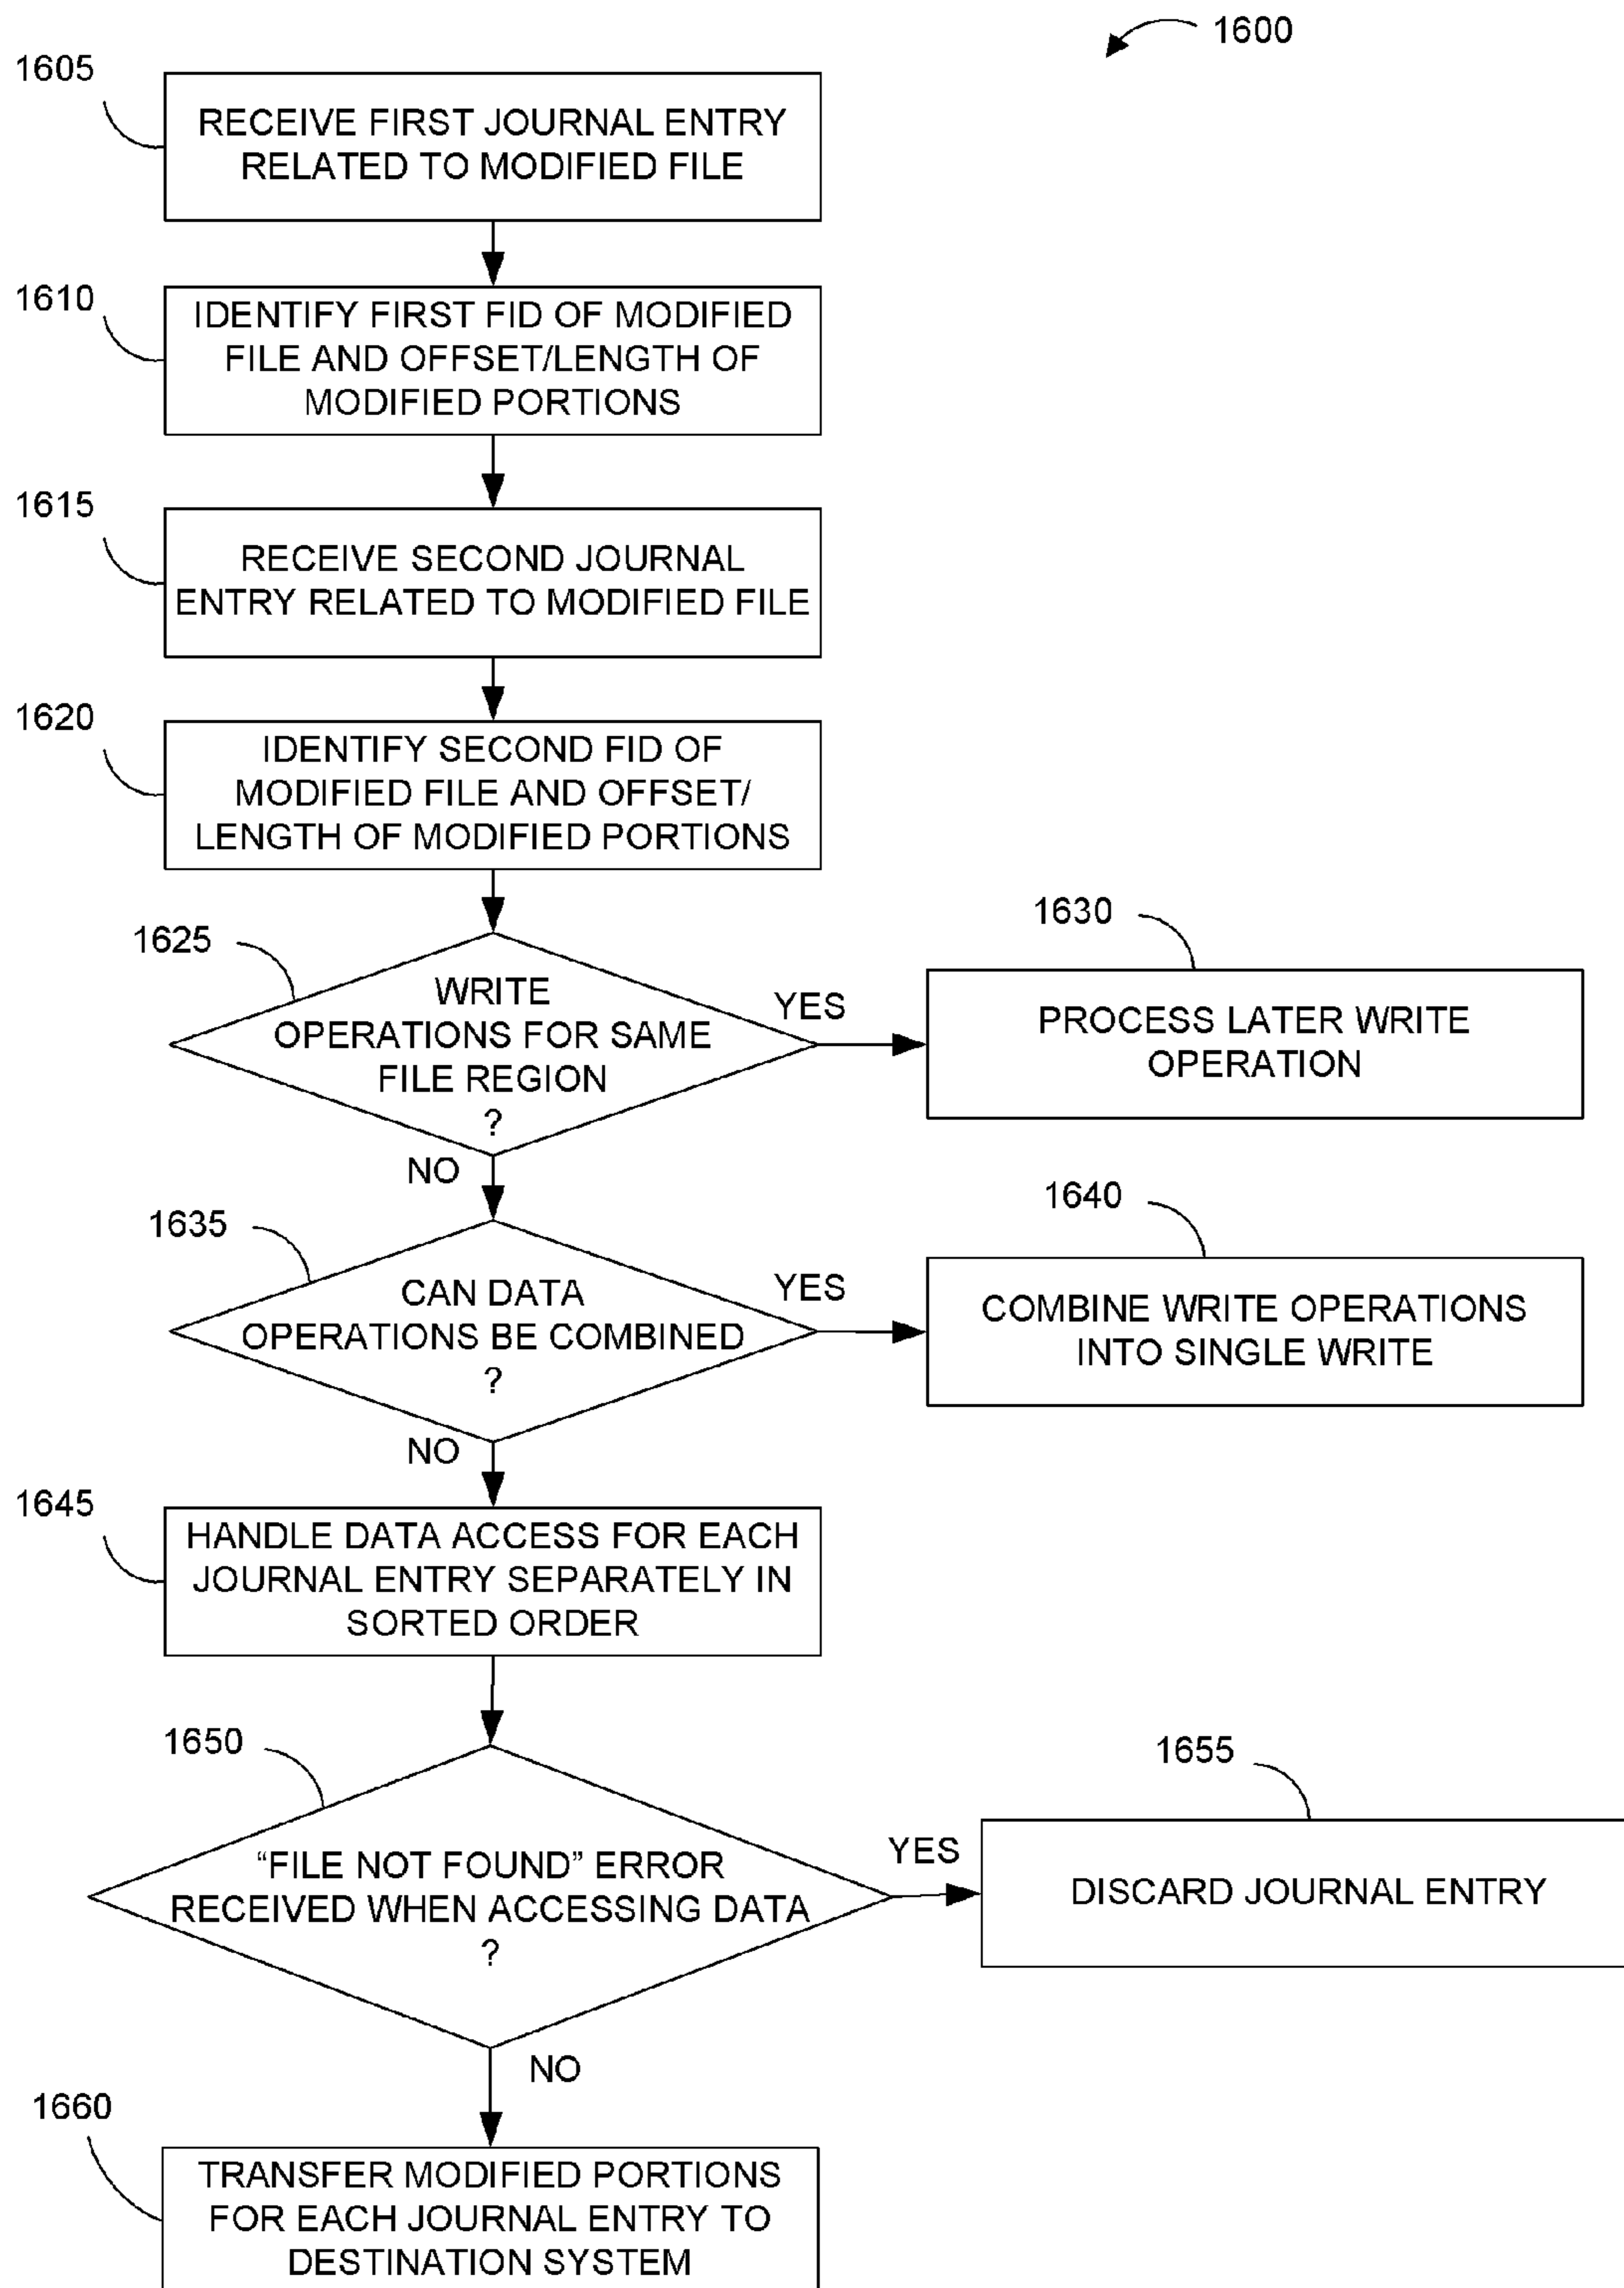 1600
1605
RECEIVE FIRST JOURNAL ENTRY
RELATED TO MODIFIED FILE
1610
IDENTIFY FIRST FID OF MODIFIED
FILE AND OFFSET/LENGTH OF
MODIFIED PORTIONS
1615
RECEIVE SECOND JOURNAL
ENTRY RELATED TO MODIFIED FILE
1620
IDENTIFY SECOND FID OF
MODIFIED FILE AND OFFSET/
LENGTH OF MODIFIED PORTIONS
1625
WRITE
OPERATIONS FOR SAME
FILE REGION
?
YES
1630
PROCESS LATER WRITE
OPERATION
NO
1635
CAN DATA
OPERATIONS BE COMBINED
?
YES
1640
COMBINE WRITE OPERATIONS
INTO SINGLE WRITE
NO
1645
HANDLE DATA ACCESS FOR EACH
JOURNAL ENTRY SEPARATELY IN
SORTED ORDER
1650
“FILE NOT FOUND” ERROR
RECEIVED WHEN ACCESSING DATA
?
YES
1655
DISCARD JOURNAL ENTRY
NO
1660
TRANSFER MODIFIED PORTIONS
FOR EACH JOURNAL ENTRY TO
DESTINATION SYSTEM